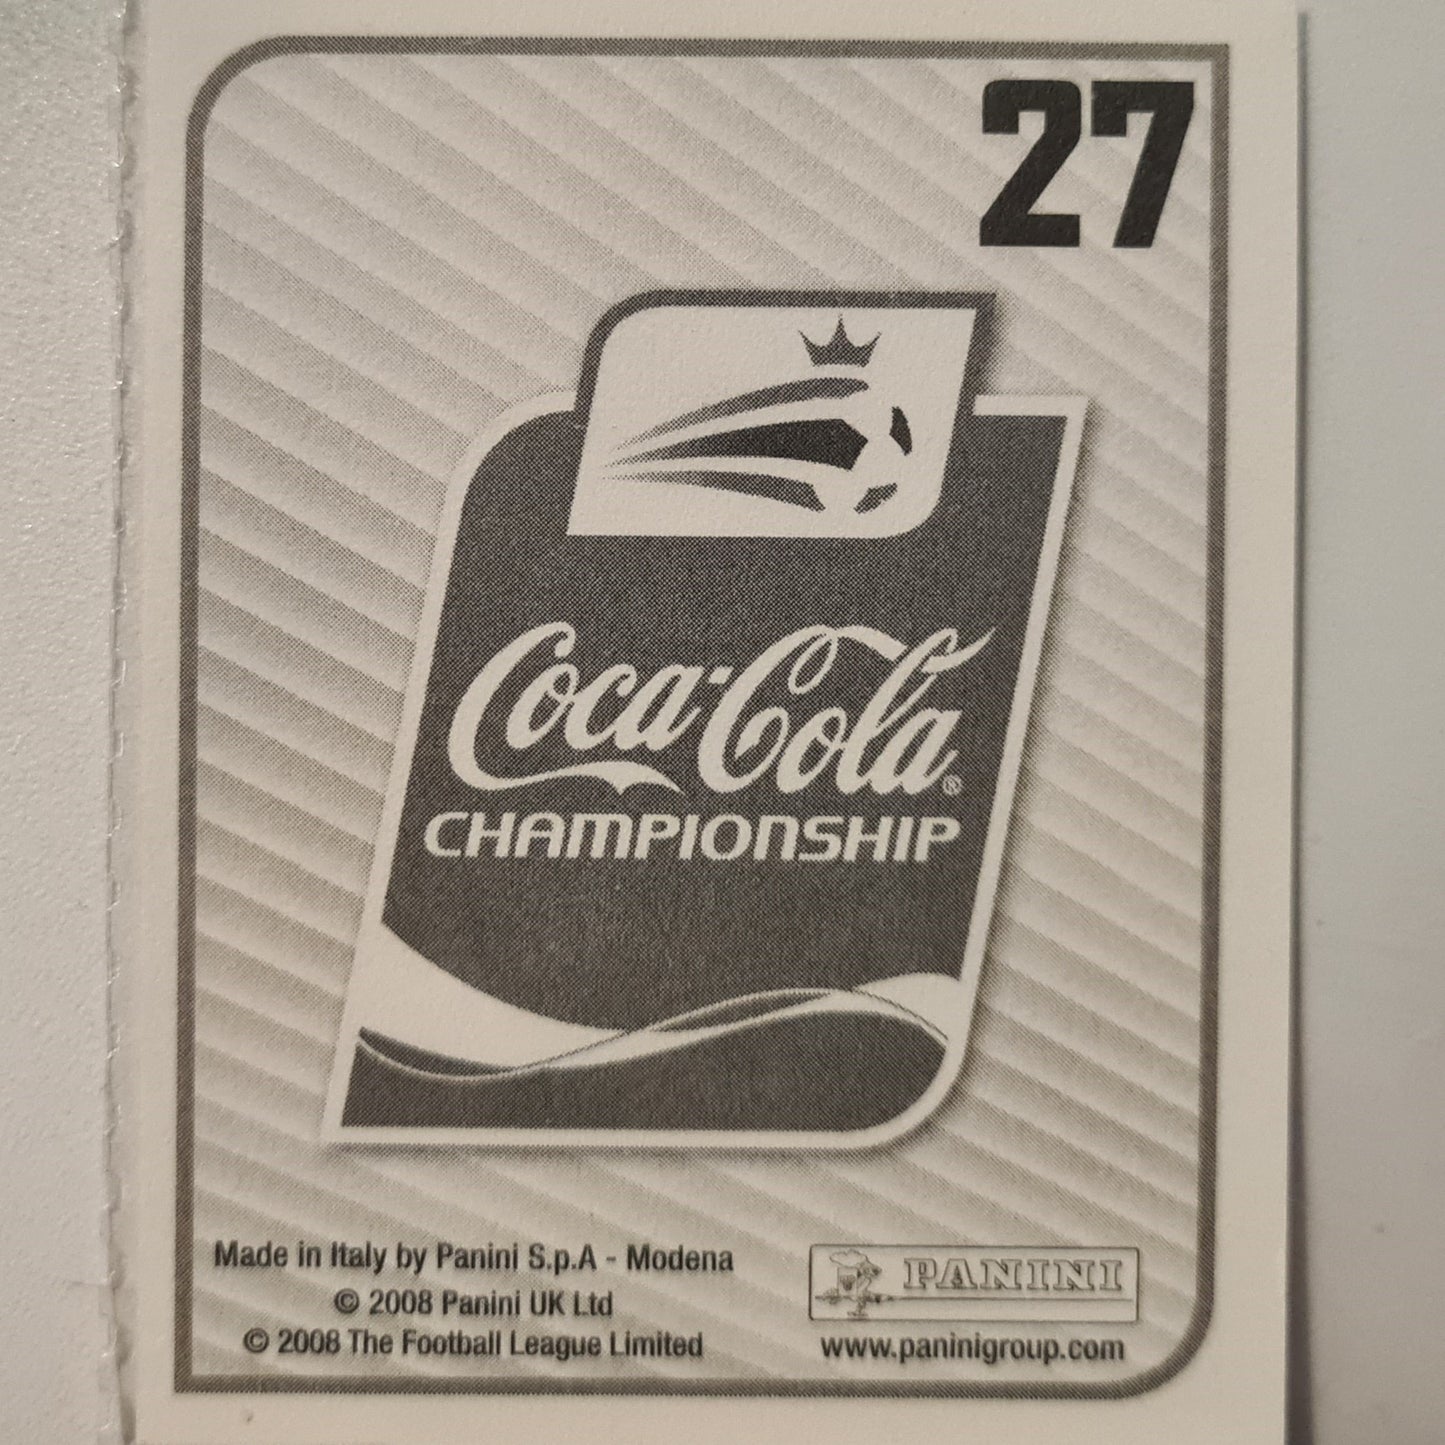 27
Coca-Cola®
CHAMPIONSHIP
Made in Italy by Panini S.p.A - Modena
© 2008 Panini UK Ltd
© 2008 The Football League Limited
PANINI
www.paninigroup.com